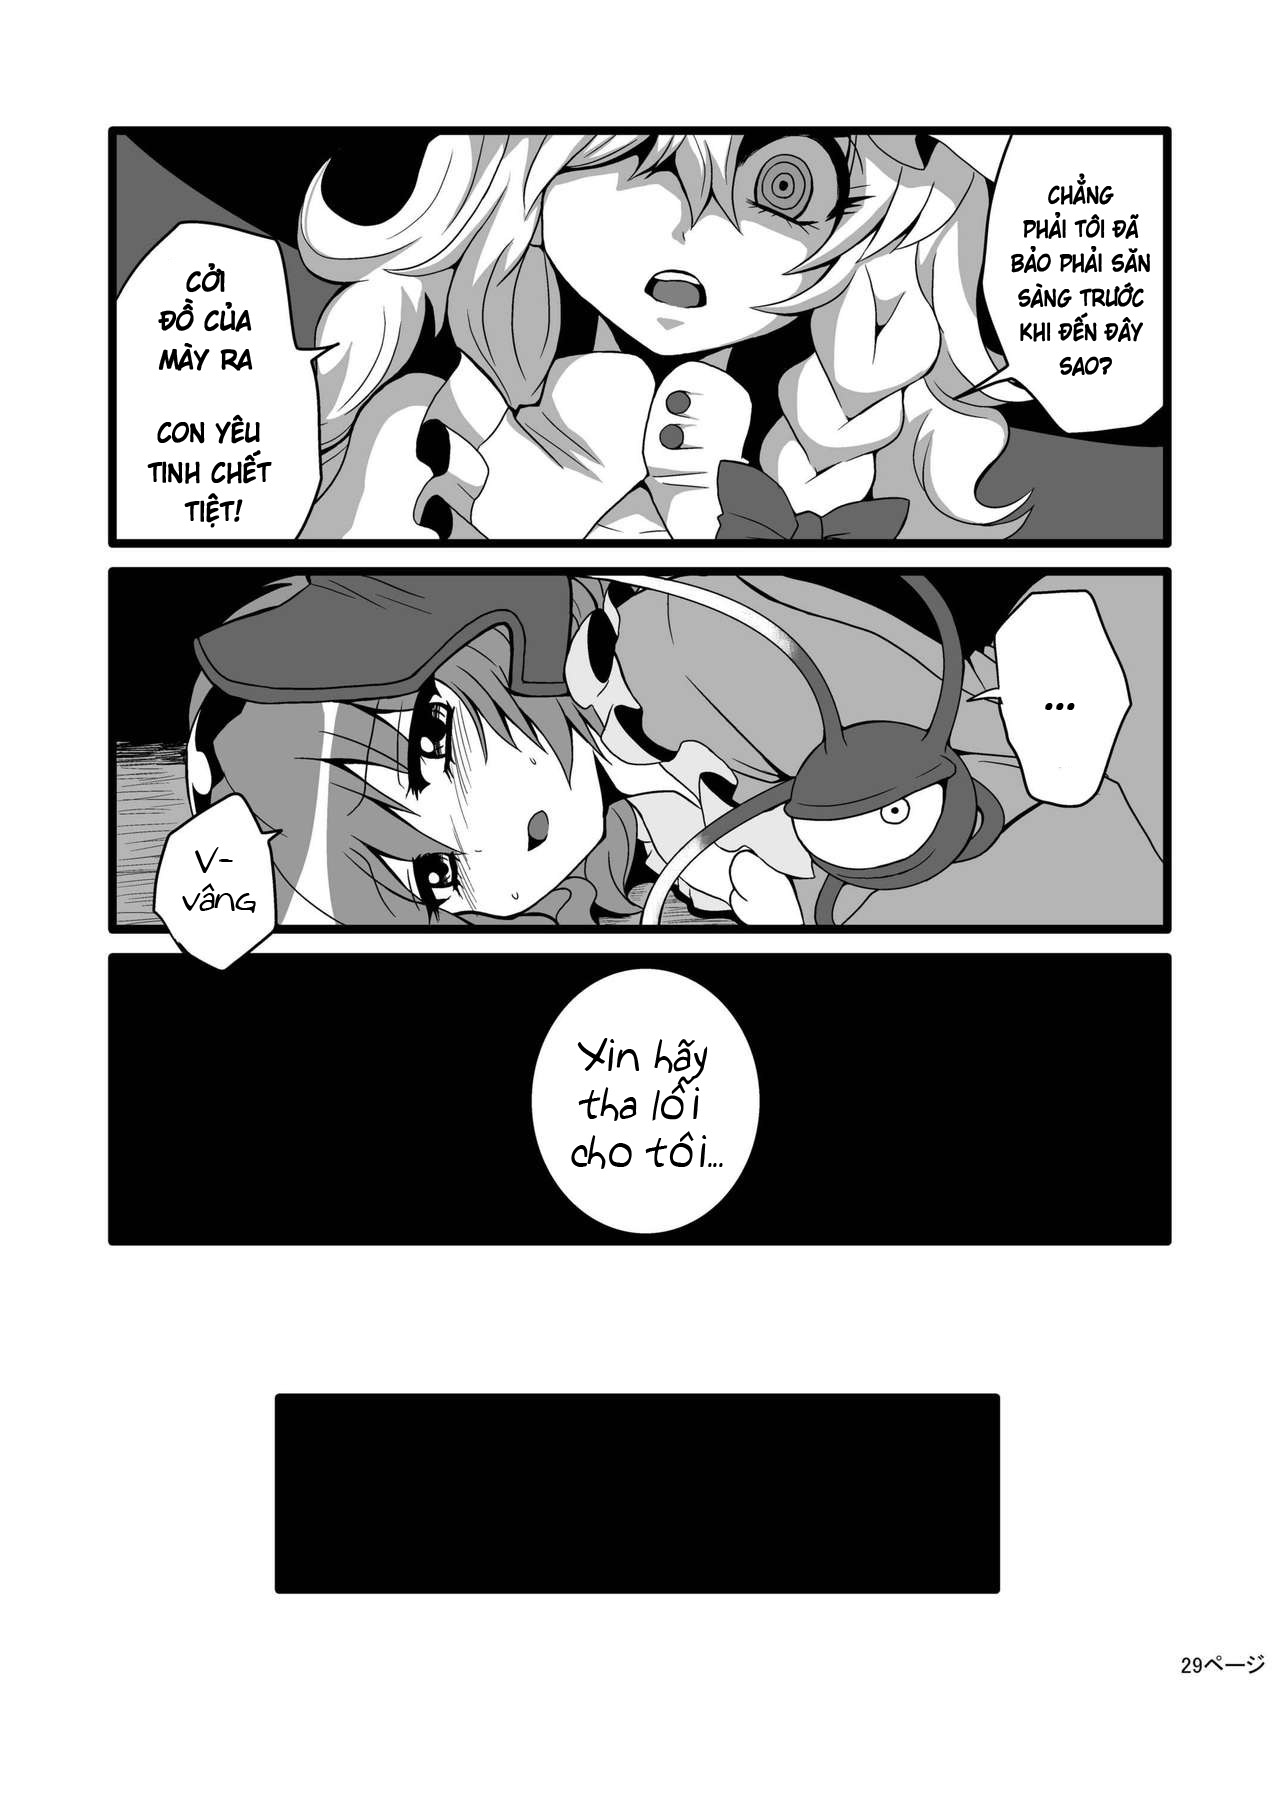 CHẲNG
PHẢI TÔI ĐÃ
BẢO PHẢI SĂN
SÀNG TRƯỚC
KHI ĐẾN ĐÂY
SAO?
CỞI
ĐỒ CỦA
MÀY RA
CON YÊU
TINH CHẾT
TIỆT!
...
V-
VÂNG
Xin hãy
tha lỗi
cho tôi...
29ページ